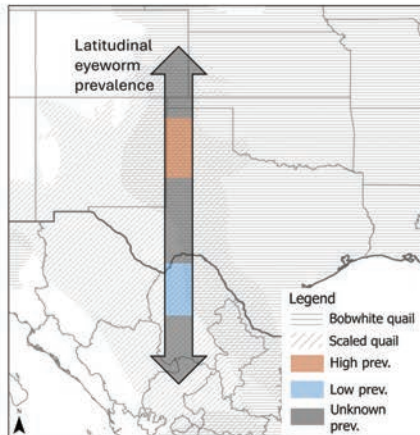 Latitudinal
eyeworm
prevalence
Legend
Bobwhite quail
Scaled quail
High prev.
Low prev.
Unknown
prev.